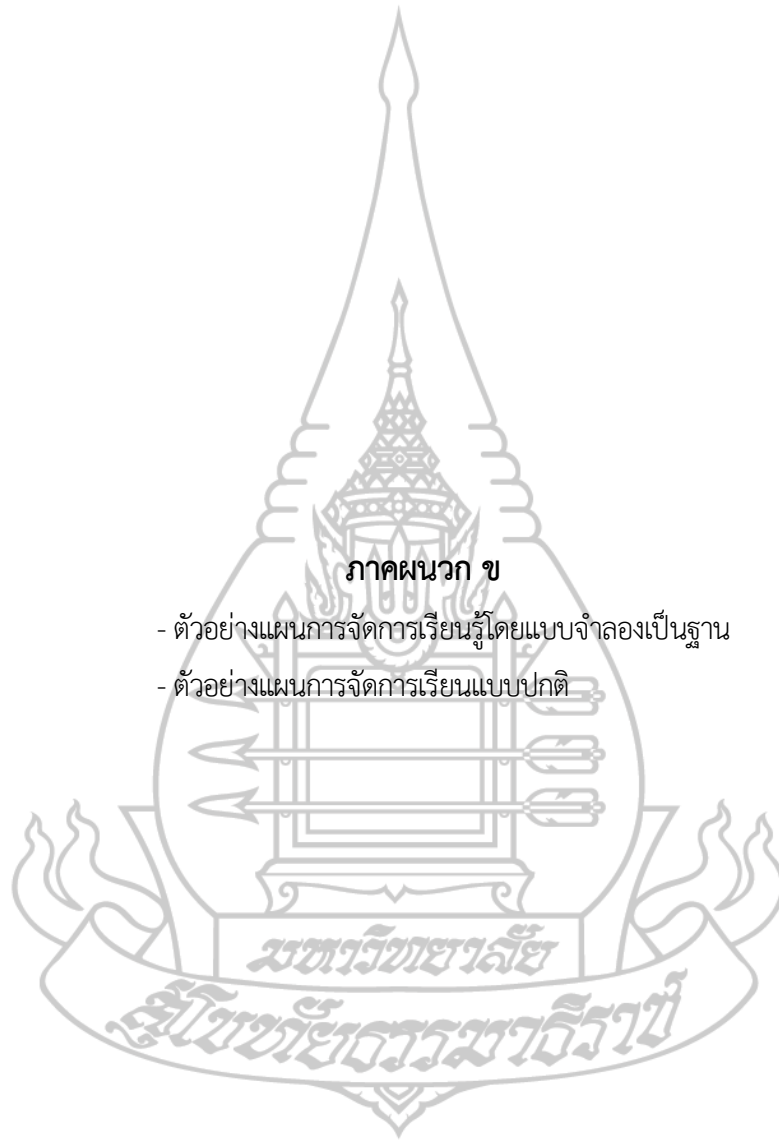 ภาคผนวก ข
- ตัวอย่างแผนการจัดการเรียนรู้โดยแบบจำลองเป็นฐาน
- ตัวอย่างแผนการจัดการเรียนแบบปกติ
มหาวิทยาลัย
สุโขทัยธรรมาธิราช